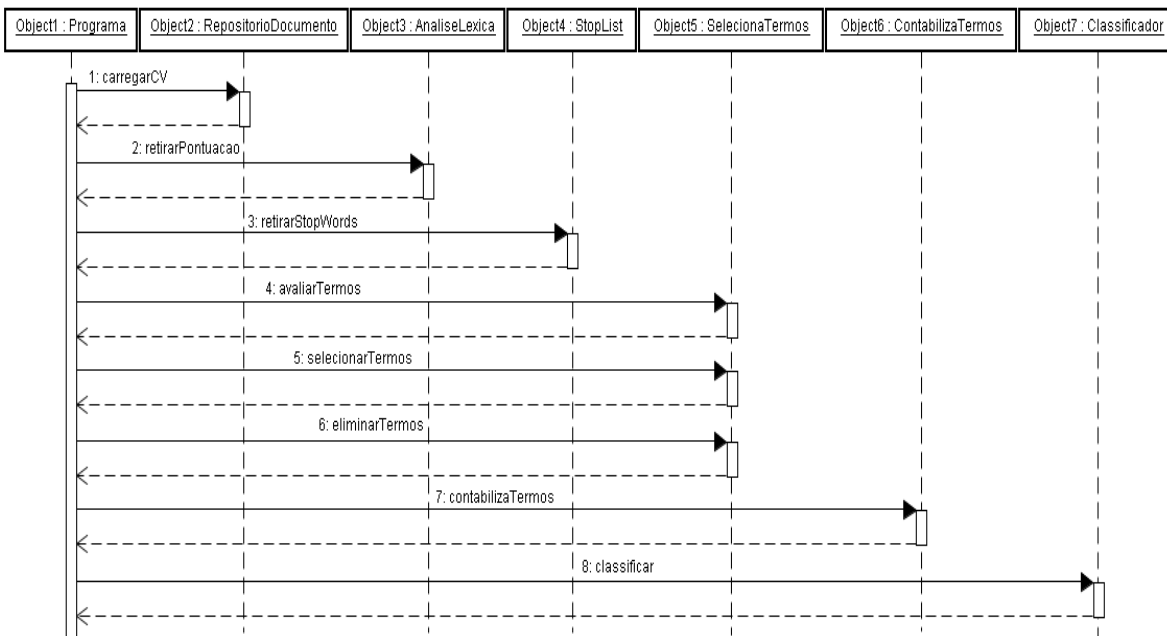 Object1 : Programa
Object2 : RepositorioDocumento
Object3 : AnaliseLexica
Object4 : StopList
Object5 : SelecionaTermos
Object6 : ContabilizaTermos
Object7 : Classificador
1: carregarCV
2: retirarPontuacao
3: retirarStopWords
4: avaliarTermos
5: selecionarTermos
6: eliminarTermos
7: contabilizaTermos
8: classificar